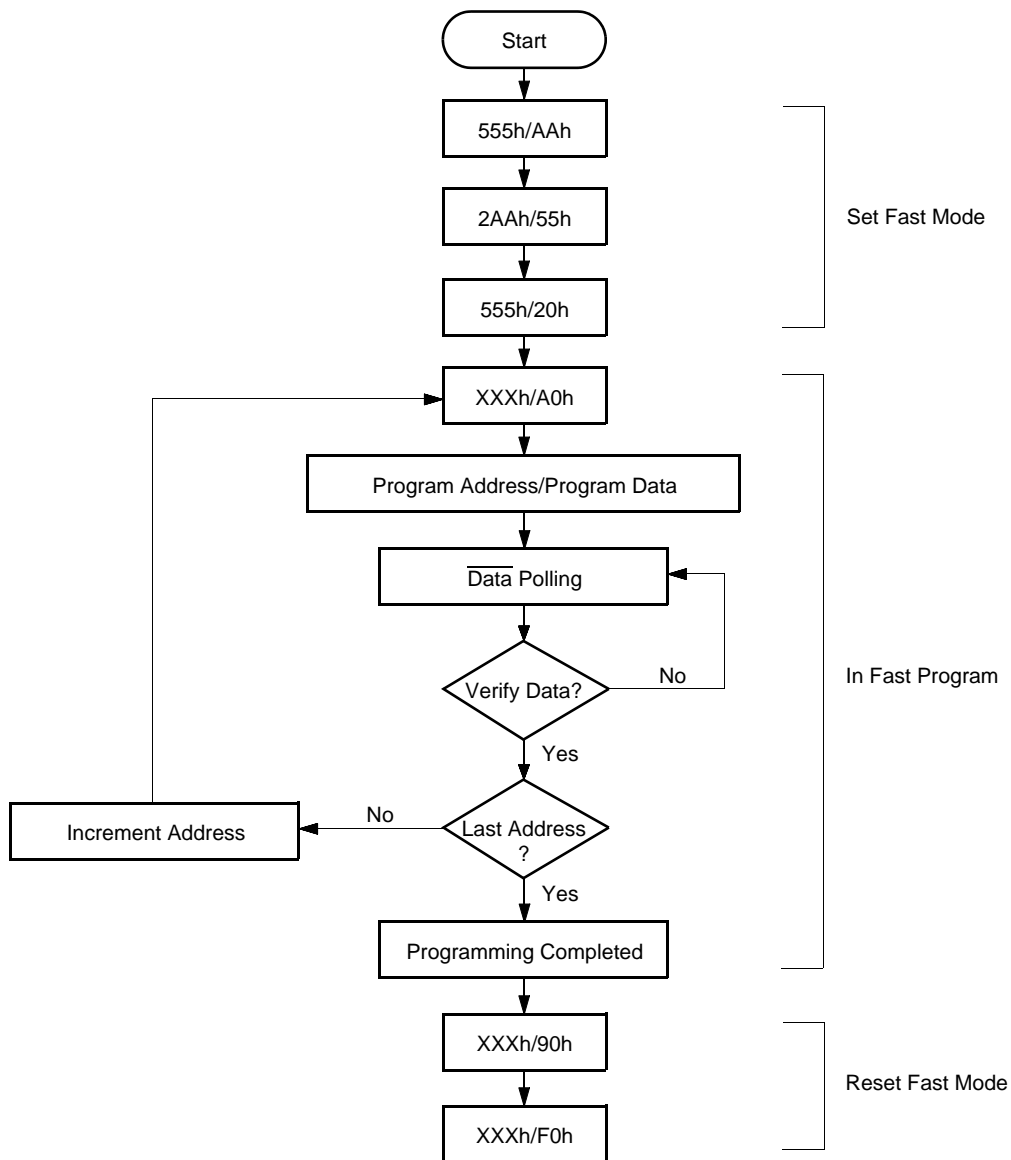 Start
555h/AAh
2AAh/55h
Set Fast Mode
555h/20h
XXXh/A0h
Program Address/Program Data
Data Polling
Verify Data?
No
In Fast Program
Yes
Increment Address
No
Last Address
?
Yes
Programming Completed
XXXh/90h
Reset Fast Mode
XXXh/F0h